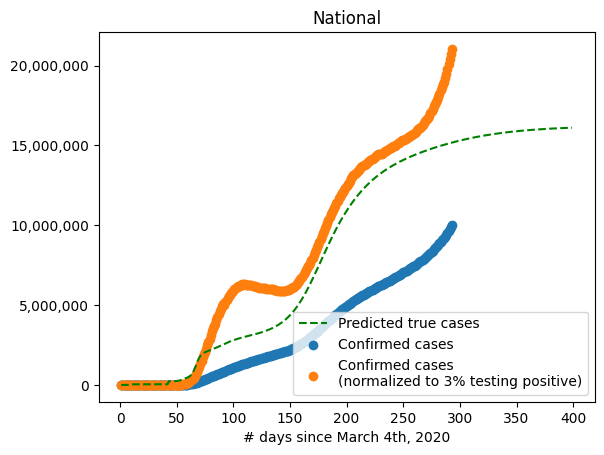 National
20,000,000
15,000,000
10,000,000
5,000,000
0
0 50 100 150 200 250 300 350 400
# days since March 4th, 2020
Predicted true cases
Confirmed cases
Confirmed cases
(normalized to 3% testing positive)